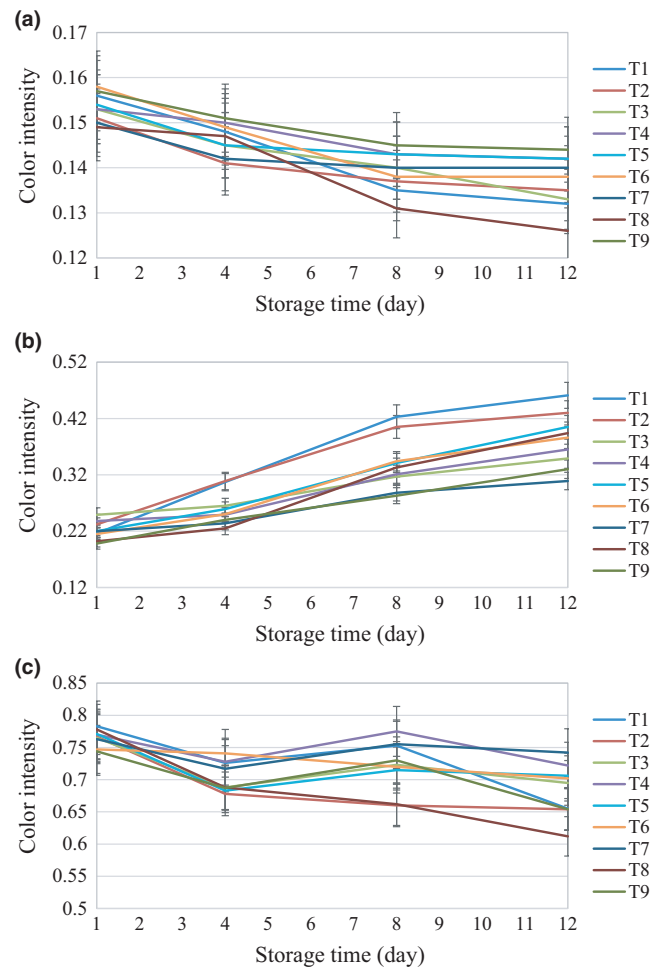 (a)
0.17
0.16
0.15
0.14
0.13
0.12
Color intensity
1 2 3 4 5 6 7 8 9 10 11 12
Storage time (day)
T1
T2
T3
T4
T5
T6
T7
T8
T9
(b)
0.52
0.42
0.32
0.22
0.12
Color intensity
1 2 3 4 5 6 7 8 9 10 11 12
Storage time (day)
T1
T2
T3
T4
T5
T6
T7
T8
T9
(c)
0.85
0.8
0.75
0.7
0.65
0.6
0.55
0.5
Color intensity
1 2 3 4 5 6 7 8 9 10 11 12
Storage time (day)
T1
T2
T3
T4
T5
T6
T7
T8
T9